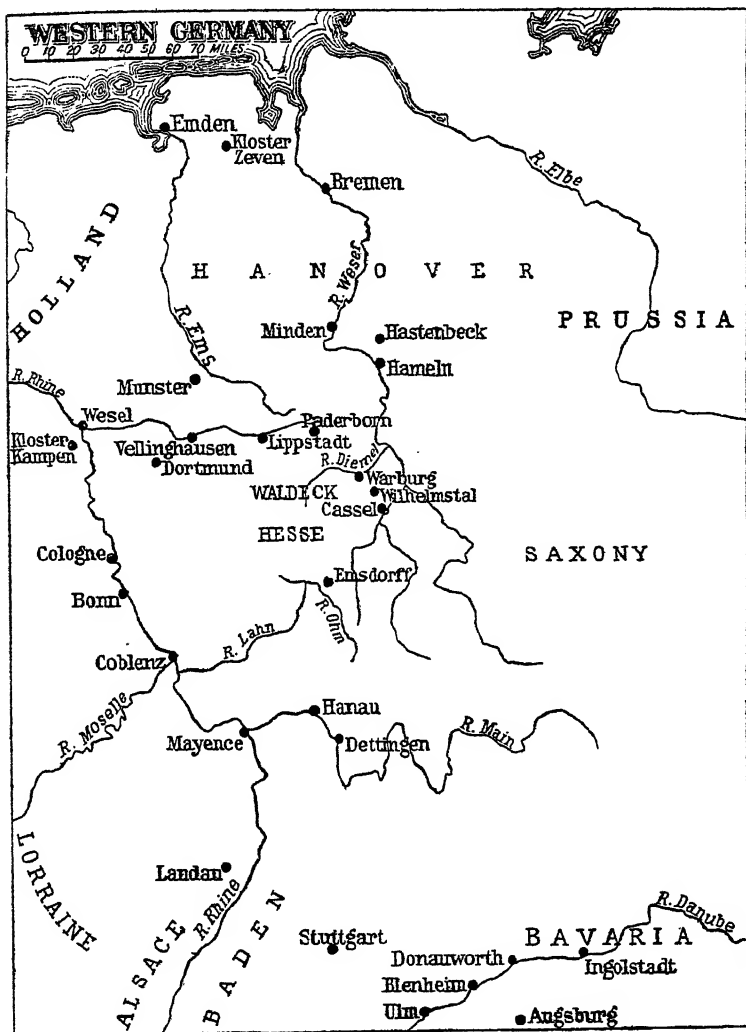 WESTERN GERMANY
0 10 20 30 40 50 60 70 MILES
Emden
Kloster
Zeven
Bremen
R. Elbe
HOLLAND
HANOVER
R. Weser
R. Ems
Minden
Hastenbeck
PRUSSIA
Hameln
R. Rhine
Munster
Wesel
Paderborn
Kloster
Kampen
Vellinghausen
Lippstadt
Dortmund
R. Diemel
Warburg
WALDECK
Wilhelmstal
Cassel
HESSE
Cologne
SAXONY
Emsdorff
Bonn
R. Ohm
R. Lahn
Coblenz
R. Moselle
Hanau
R. Main
Mayence
Dettingen
LORRAINE
Landau
R. Rhine
ALSACE
BADEN
Stuttgart
R. Danube
BAVARIA
Donauworth
Ingolstadt
Blenheim
Ulm
Augsburg